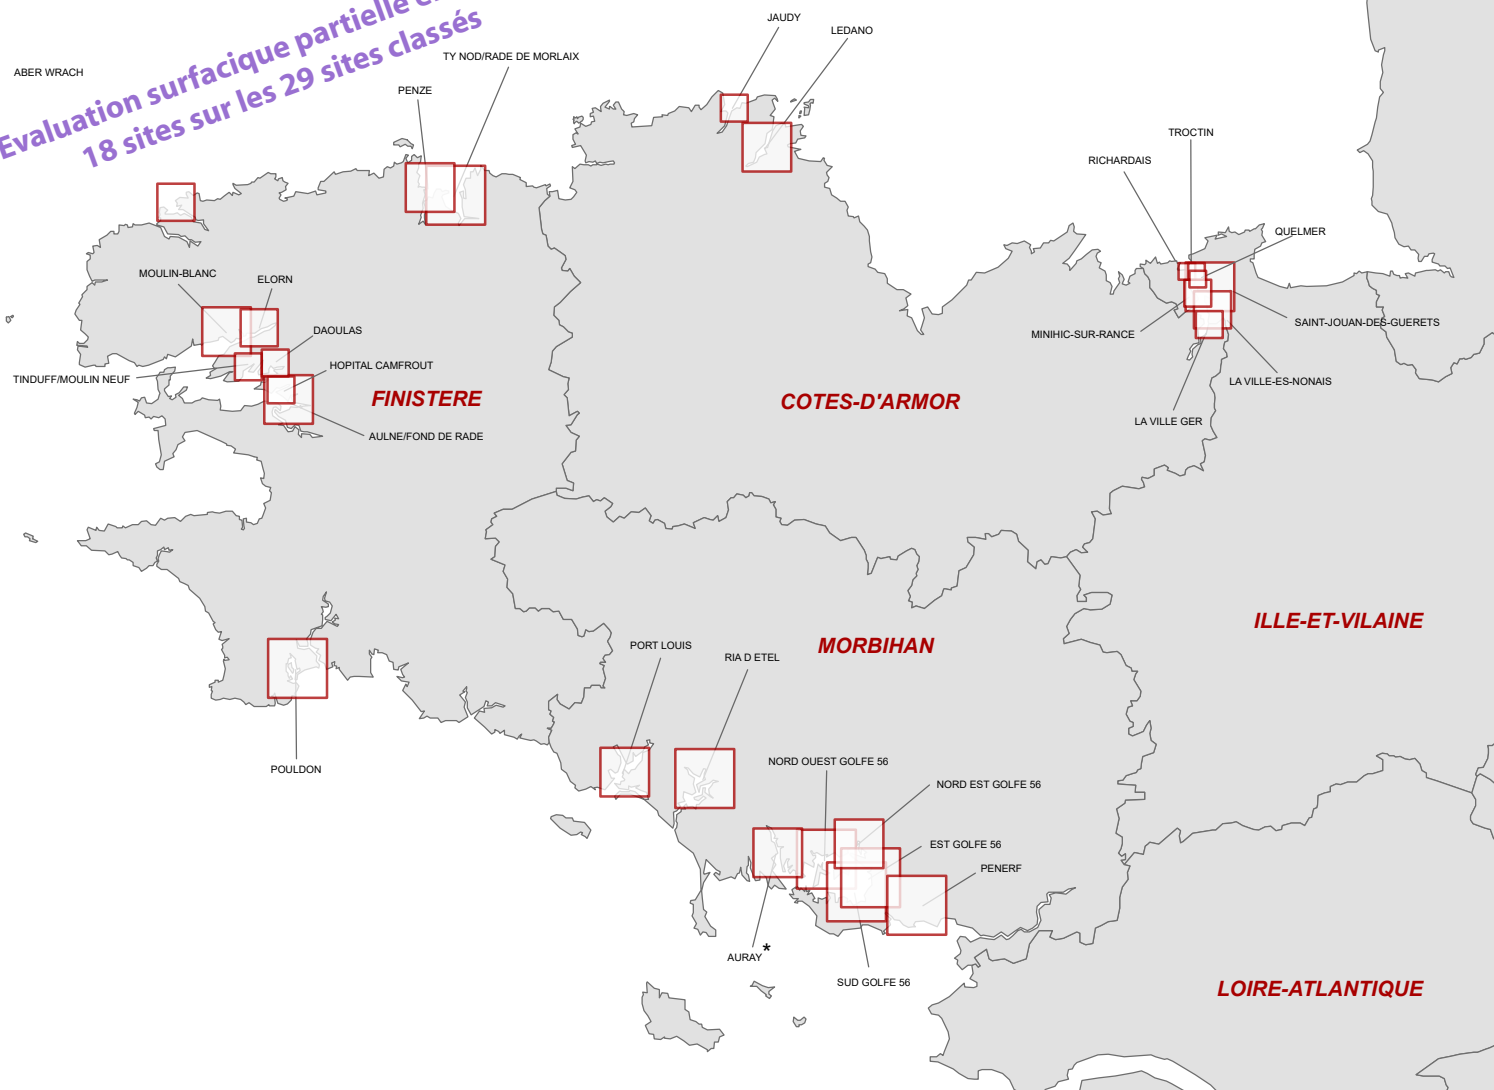 Evaluation surfacique partielle
18 sites sur les 29 sites classés
JAUDY
LEDANO
TY NOD/RADE DE MORLAIX
ABER WRACH
PENZE
TROCTIN
RICHARDAIS
QUELMER
MOULIN-BLANC
ELORN
DAOULAS
SAINT-JOUAN-DES-GUERETS
MINIHIC-SUR-RANCE
HOPITAL CAMFROUT
TINDUFF/MOULIN NEUF
LA VILLE-ES-NONAIS
FINISTERE
COTES-D'ARMOR
LA VILLE GER
AULNE/FOND DE RADE
ILLE-ET-VILAINE
PORT LOUIS
MORBIHAN
RIA D ETEL
NORD OUEST GOLFE 56
POULDON
NORD EST GOLFE 56
EST GOLFE 56
PENERF
AURAY*
SUD GOLFE 56
LOIRE-ATLANTIQUE